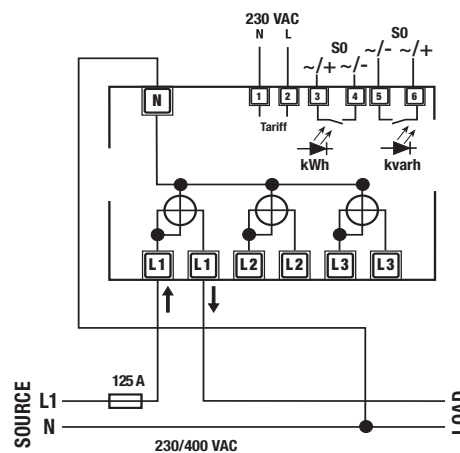 230 VAC
N L
S0 S0
~/+ ~/- ~/- ~/+
N 1 2 3 4 5 6
Tariff
kWh kvarh
L1 L1 L2 L2 L3 L3
125 A
SOURCE
L1
N
LOAD
230/400 VAC